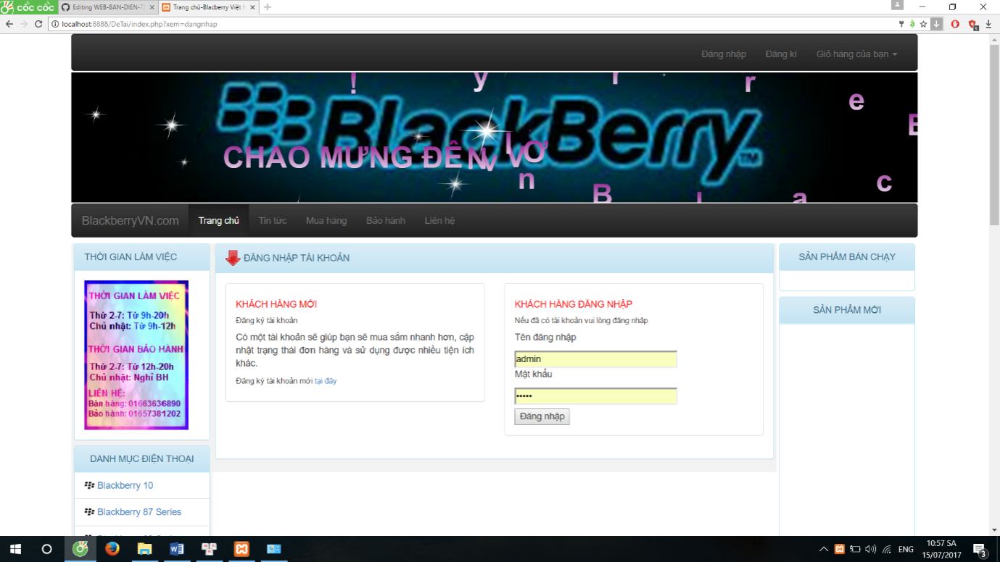 cốc cốc
Editing WEB-BAN-DIEN-T
Trang chủ-Blacberry Việt
localhost:8888/DeTai/index.php?xem=dangnhap
Đăng nhập
Đăng kí
Giỏ hàng của bạn
BlackBerry
TM
CHAO MƯNG ĐÊN
BlackberryVN.com
Trang chủ
Tin tức
Mua hàng
Bảo hành
Liên hệ
THỜI GIAN LÀM VIỆC
THỜI GIAN LÀM VIỆC
Thứ 2-7: Từ 9h-20h
Chủ nhật: Từ 9h-12h
THỜI GIAN BẢO HÀNH
Thứ 2-7: Từ 12h-20h
Chủ nhật: Nghỉ BH
LIÊN HỆ:
Bán hàng: 01663636890
Bảo hành: 01657381202
DANH MỤC ĐIỆN THOẠI
Blackberry 10
Blackberry 87 Series
ĐĂNG NHẬP TÀI KHOẢN
KHÁCH HÀNG MỚI
Đăng ký tài khoản
Có một tài khoản sẽ giúp bạn sẽ mua sắm nhanh hơn, cập
nhật trạng thái đơn hàng và sử dụng được nhiều tiện ích
khác.
Đăng ký tài khoản mới tại đây
KHÁCH HÀNG ĐĂNG NHẬP
Nếu đã có tài khoản vui lòng đăng nhập
Tên đăng nhập
admin
Mật khẩu
•••••
Đăng nhập
SẢN PHẨM BÁN CHẠY
SẢN PHẨM MỚI
ENG
10:57 SA
15/07/2017
3